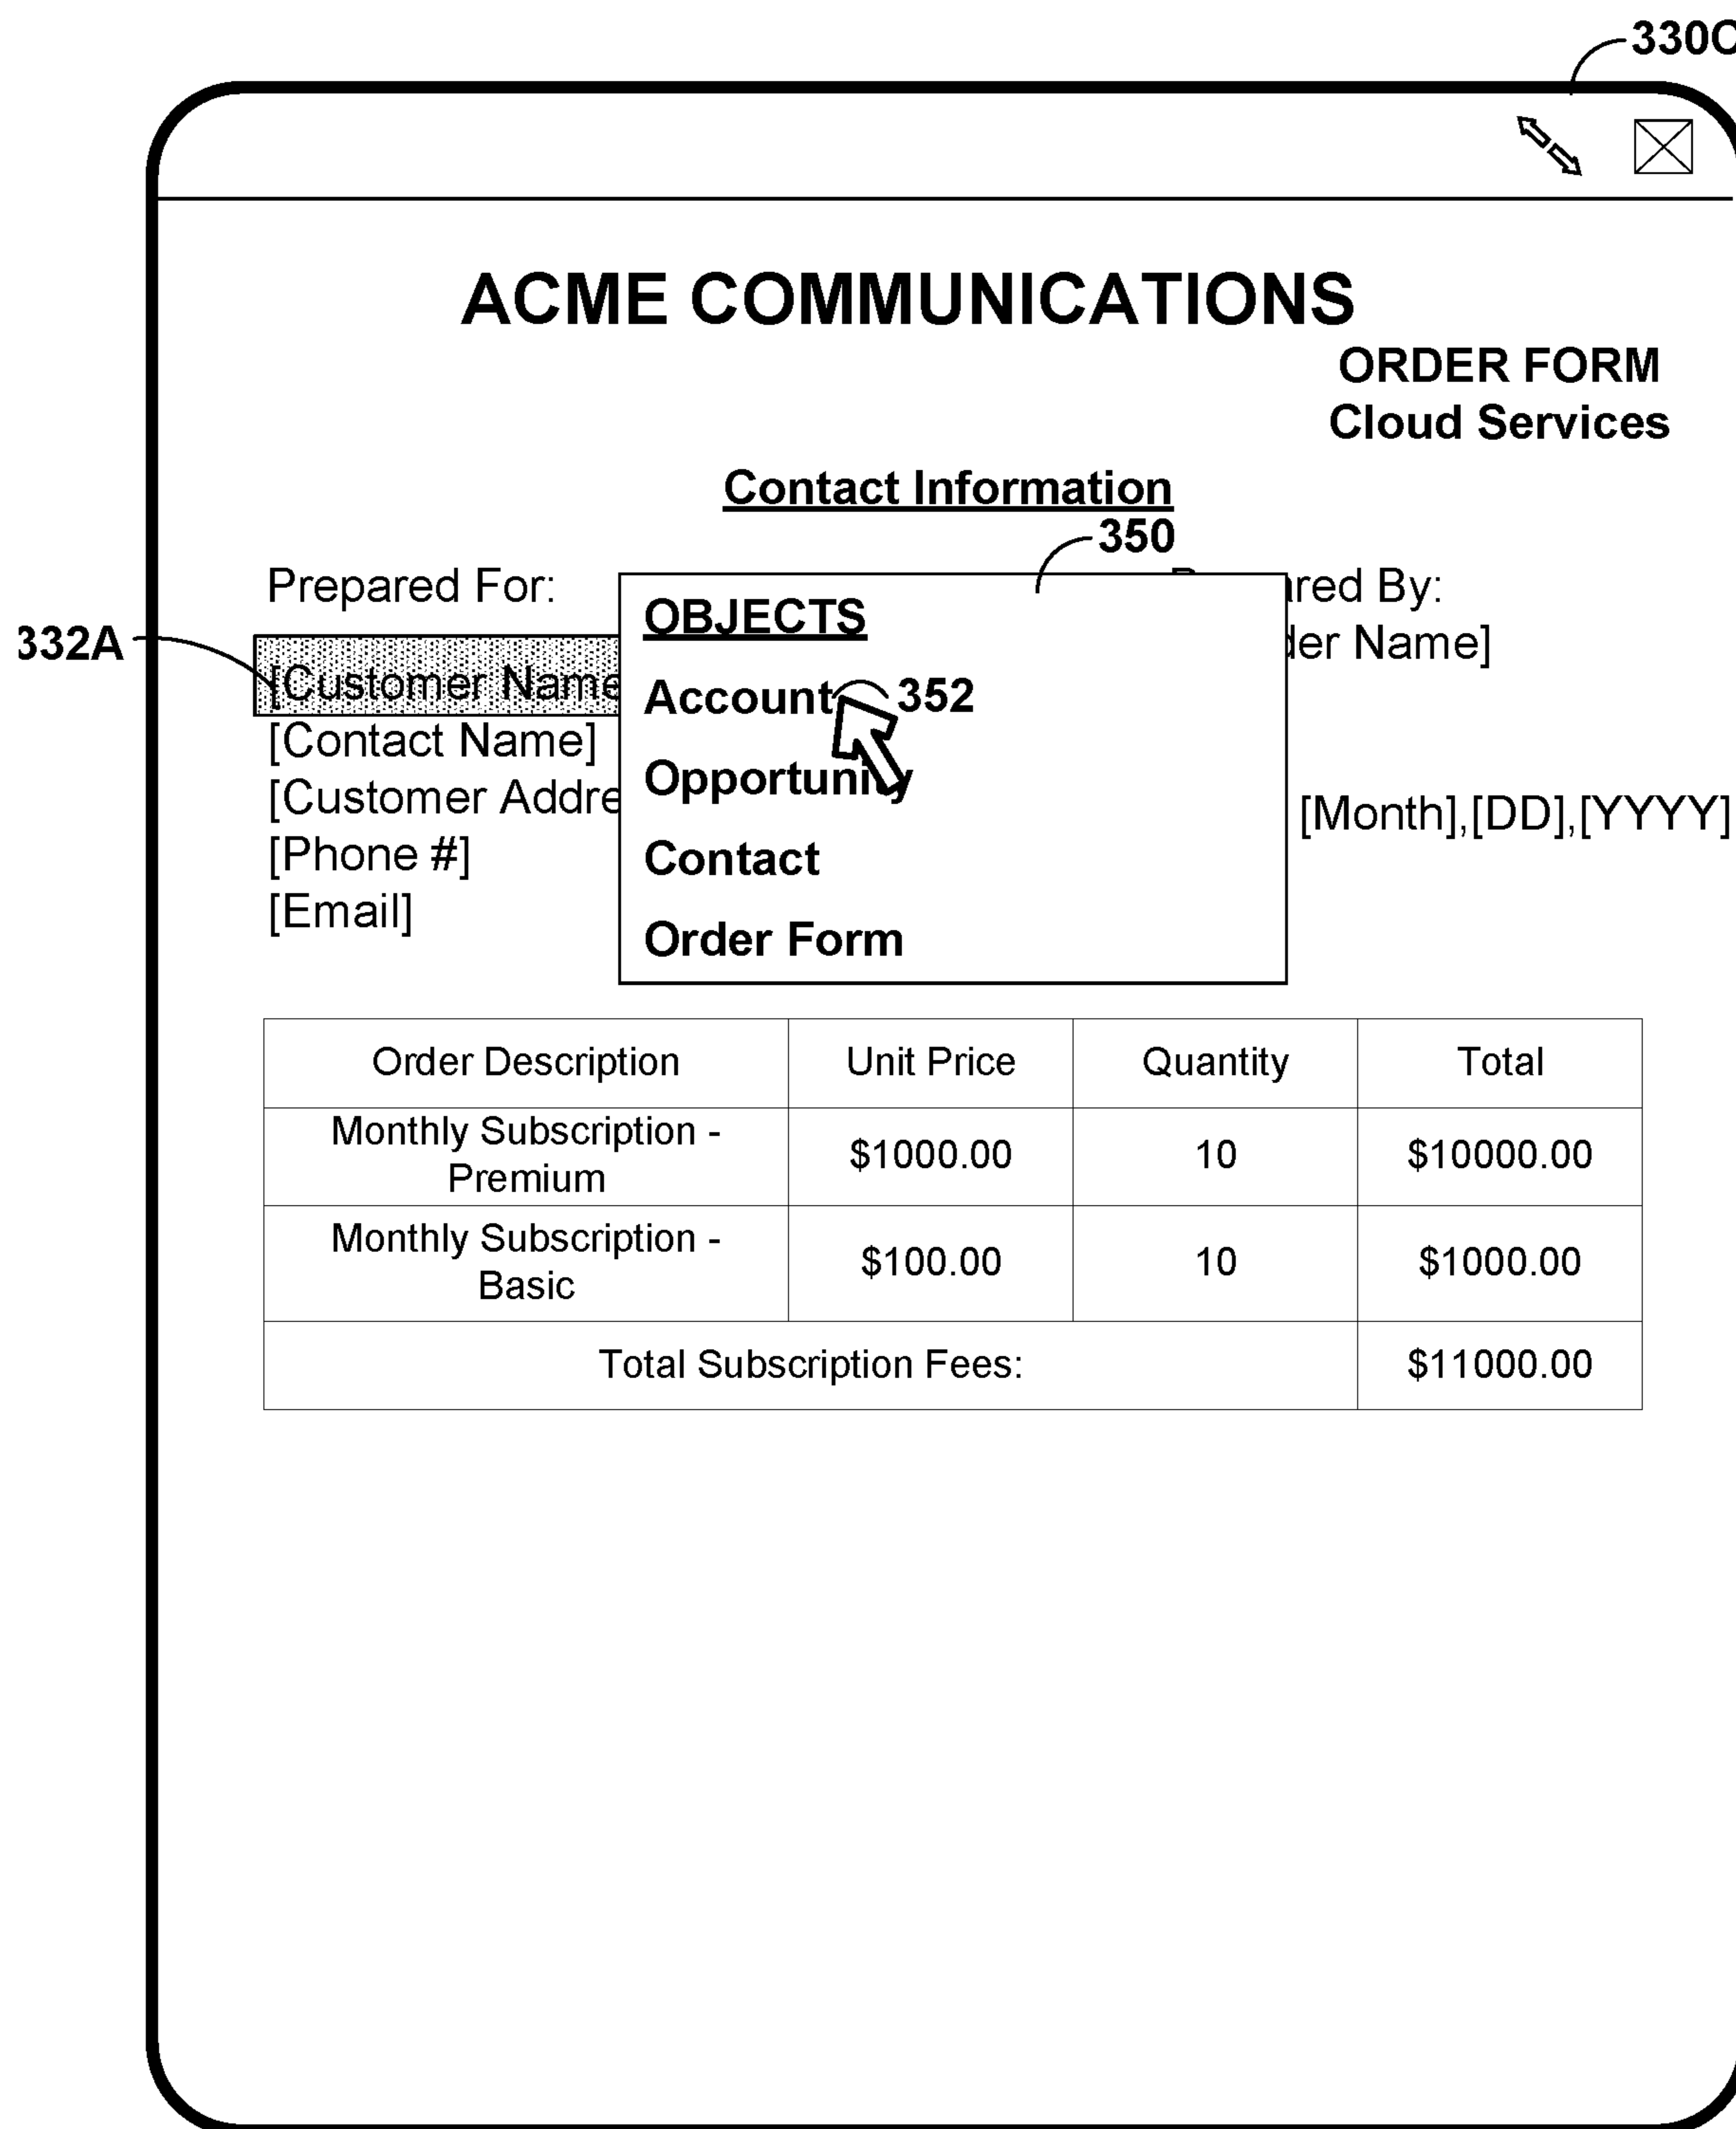 330C
ACME COMMUNICATIONS
ORDER FORM
Cloud Services
Contact Information
350
Prepared For:
red By:
332A
[Customer Name
der Name]
[Contact Name]
[Customer Addre
[Phone #]
[Email]
OBJECTS
Account
352
Opportunity
Contact
Order Form
[Month],[DD],[YYYY]
Order Description Unit Price Quantity Total
Monthly Subscription -
Premium
$1000.00 10 $10000.00
Monthly Subscription -
Basic
$100.00 10 $1000.00
Total Subscription Fees: $11000.00